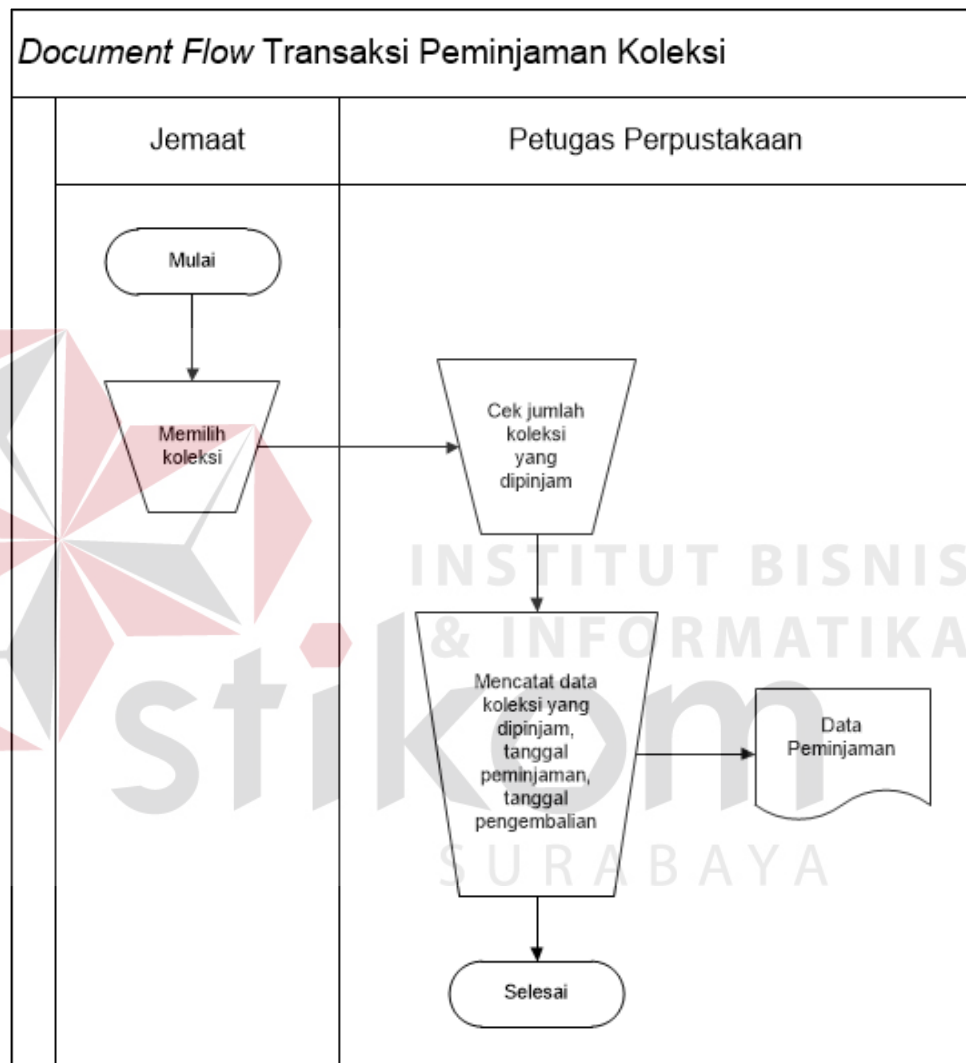 Document Flow Transaksi Peminjaman Koleksi
Jemaat
Petugas Perpustakaan
Mulai
Memilih
koleksi
Cek jumlah
koleksi
yang
dipinjam
Mencatat data
koleksi yang
dipinjam,
tanggal
peminjaman,
tanggal
pengembalian
Data
Peminjaman
Selesai
INSTITUT BISNIS
& INFORMATIKA
stikom
SURABAYA